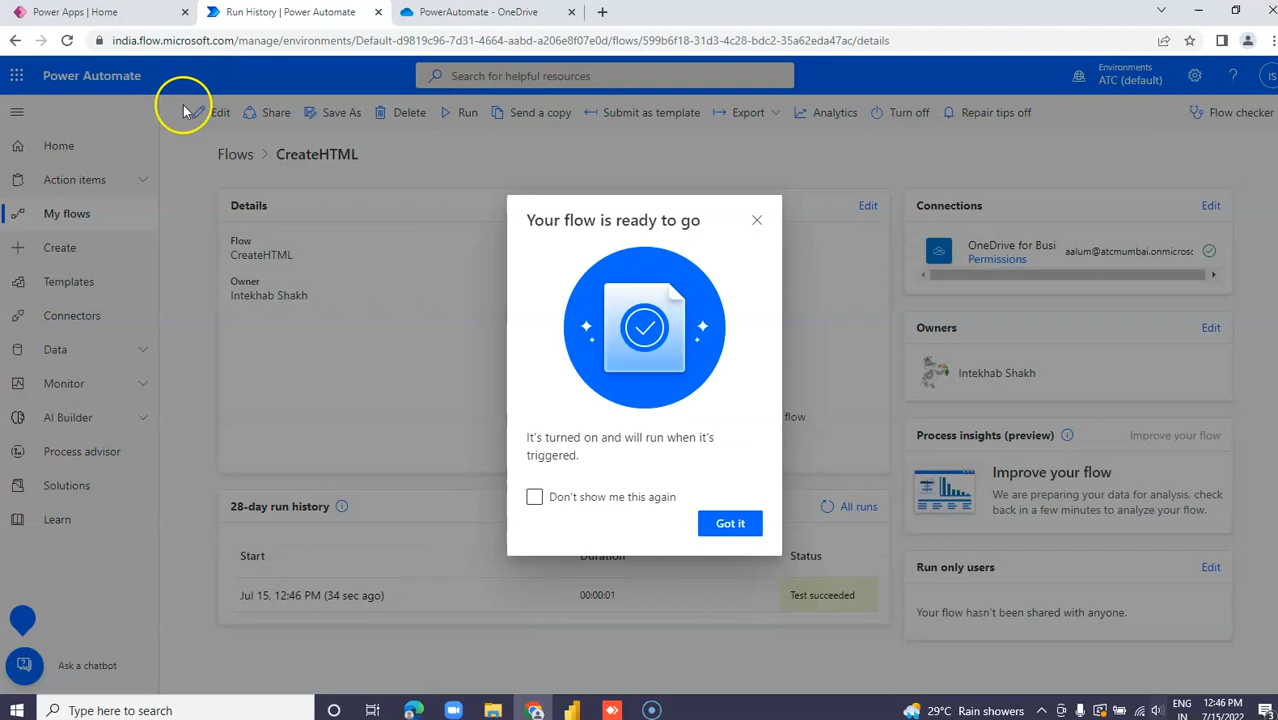 Power Apps | Home
Run History | Power Automate
PowerAutomate - OneDrive
india.flow.microsoft.com/manage/environments/Default-d9819c96-7d31-4664-aabd-a206e8f07e0d/flows/599b6f18-31d3-4c28-bdc2-35a62eda47ac/details
Power Automate
Search for helpful resources
Environments
ATC (default)
IS
Edit
Share
Save As
Delete
Run
Send a copy
Submit as template
Export
Analytics
Turn off
Repair tips off
Flow checker
Home
Action items
My flows
Create
Templates
Connectors
Data
Monitor
AI Builder
Process advisor
Solutions
Learn
Ask a chatbot
Flows > CreateHTML
Details
Edit
Flow
CreateHTML
Owner
Intekhab Shakh
flow
Your flow is ready to go
It's turned on and will run when it's
triggered.
Don't show me this again
Got it
28-day run history
All runs
Start
Duration
Status
Jul 15, 12:46 PM (34 sec ago)
00:00:01
Test succeeded
Connections
Edit
OneDrive for Busi
Permissions
aalum@atcmumbai.onmicrosc
Owners
Edit
Intekhab Shakh
Process insights (preview)
Improve your flow
Improve your flow
We are preparing your data for analysis, check
back in a few minutes to analyze your flow.
Run only users
Edit
Your flow hasn't been shared with anyone.
Type here to search
29°C Rain showers
ENG
IN
12:46 PM
7/15/2022